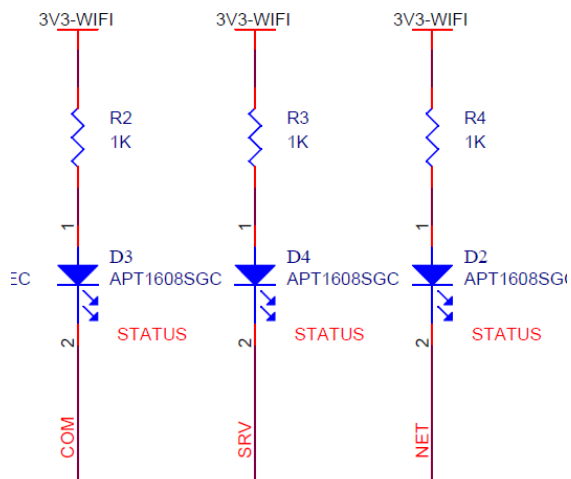 3V3-WIFI 3V3-WIFI 3V3-WIFI
R2 R3 R4
1K 1K 1K
1 1 1
D3 D4 D2
EC APT1608SGC APT1608SGC APT1608SGC
2 STATUS 2 STATUS 2 STATUS
COM SRV NET